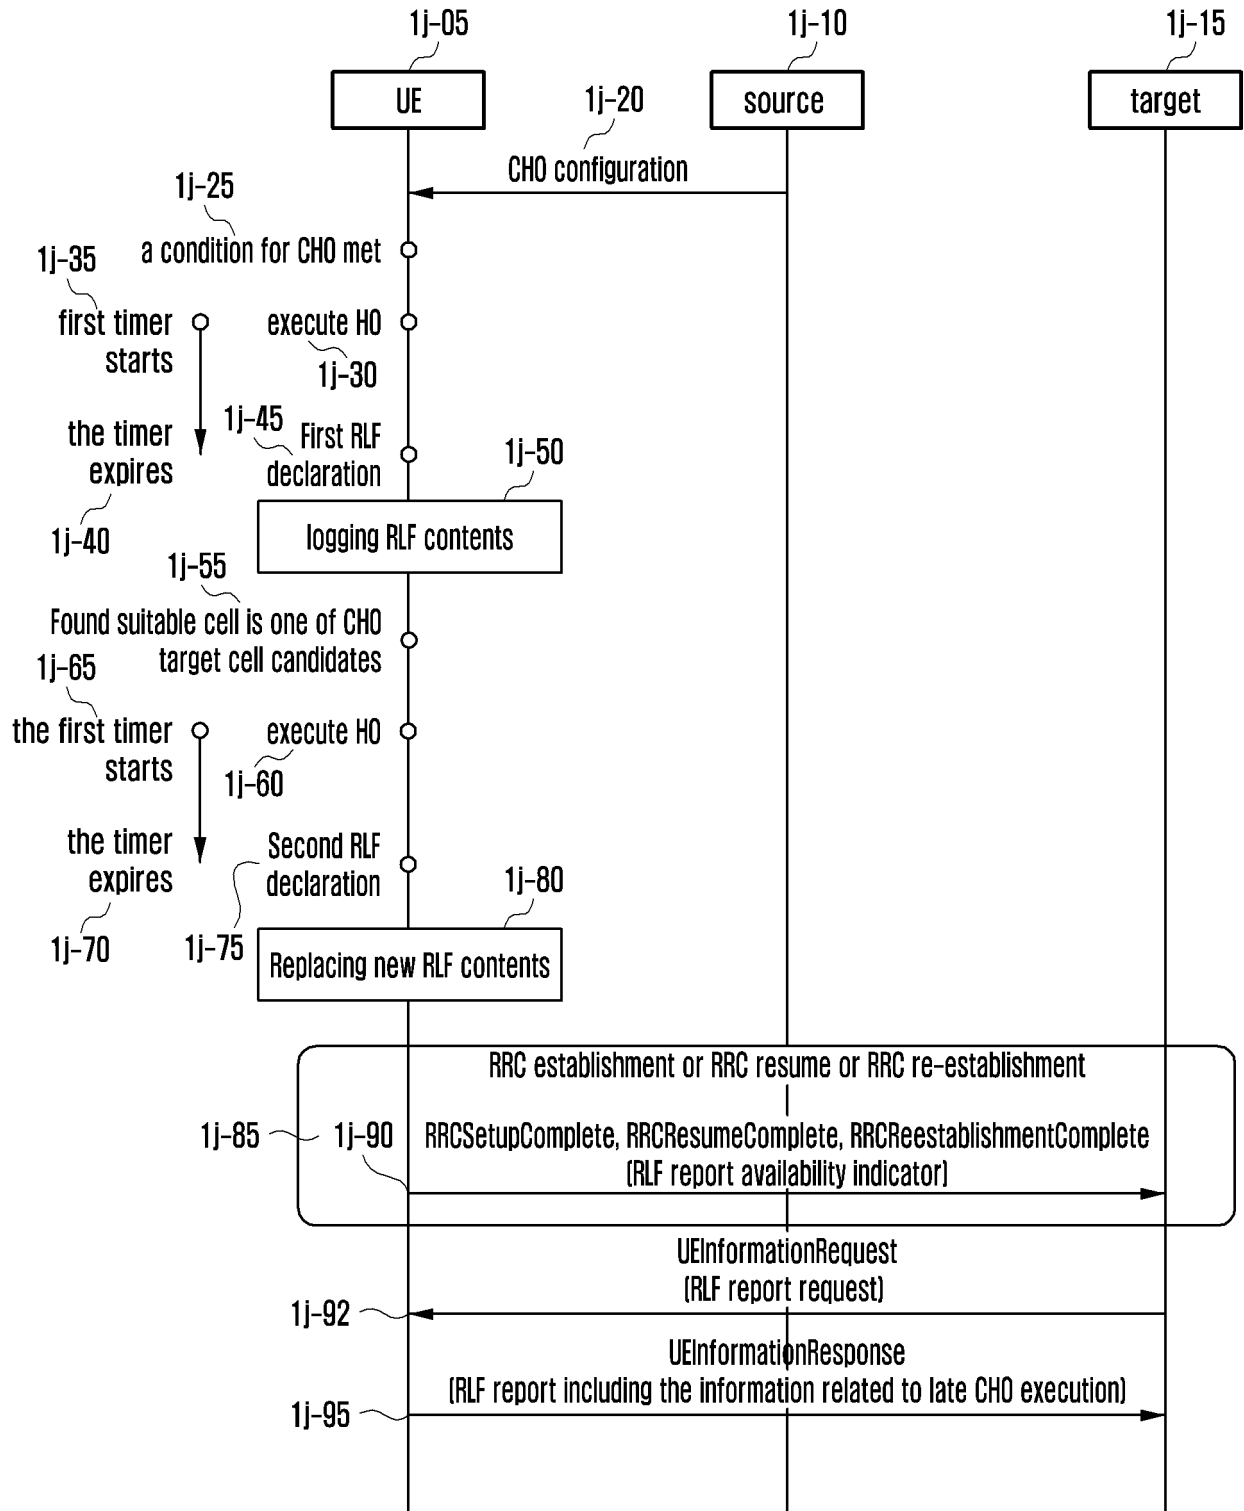 1j-05
1j-10
1j-15
UE
source
target
1j-20
CHO configuration
1j-25
a condition for CHO met
1j-35
first timer
starts
execute HO
1j-30
the timer
expires
1j-40
1j-45
First RLF
declaration
1j-50
logging RLF contents
1j-55
Found suitable cell is one of CHO
target cell candidates
1j-65
the first timer
starts
execute HO
1j-60
the timer
expires
1j-70
Second RLF
declaration
1j-75
1j-80
Replacing new RLF contents
RRC establishment or RRC resume or RRC re-establishment
1j-85
1j-90
RRCSetupComplete, RRCResumeComplete, RRCReestablishmentComplete
(RLF report availability indicator)
UEInformationRequest
(RLF report request)
1j-92
UEInformationResponse
(RLF report including the information related to late CHO execution)
1j-95